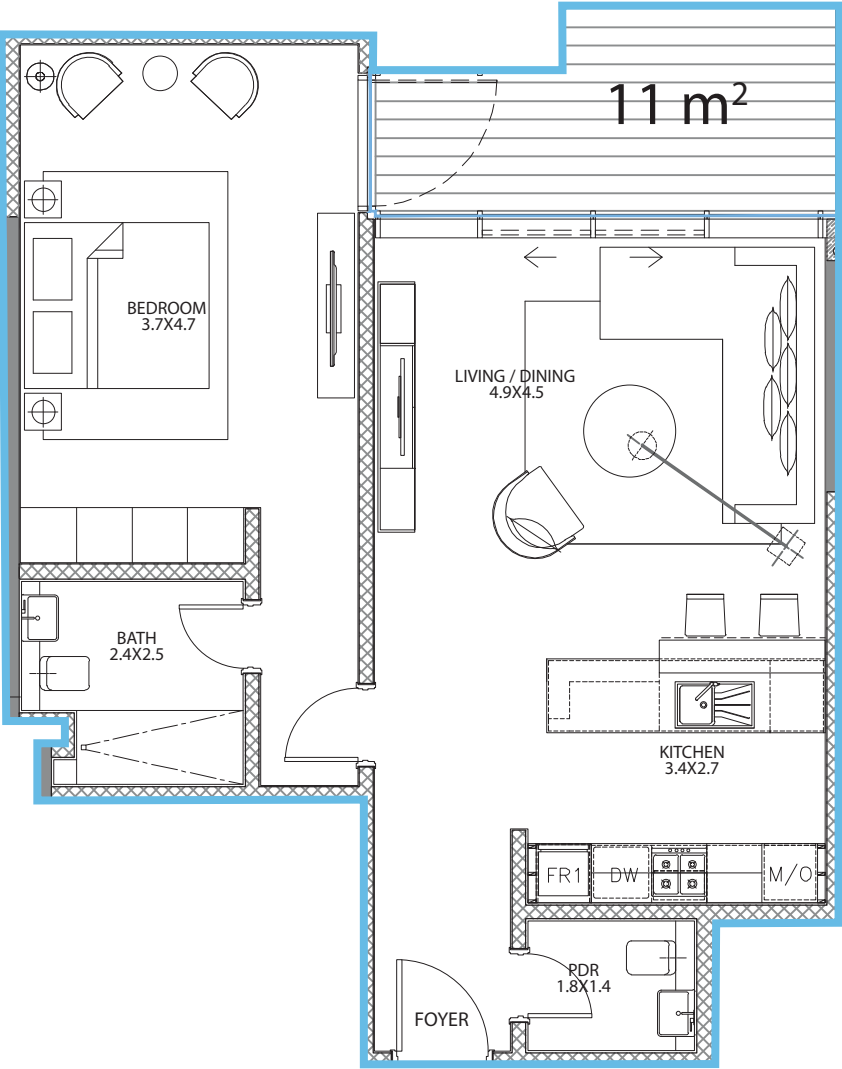 11 m²
BEDROOM
3.7X4.7
LIVING / DINING
4.9X4.5
BATH
2.4X2.5
KITCHEN
3.4X2.7
FR1
DW
M/O
PDR
1.8X1.4
FOYER